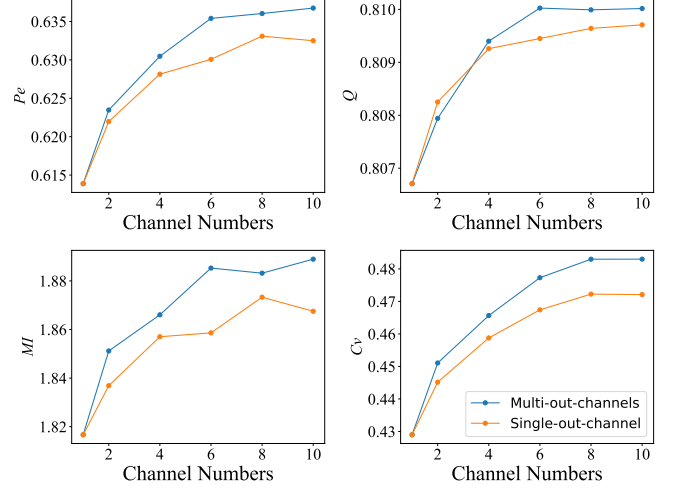 0.635
0.630
0.625
0.620
0.615
Pe
2 4 6 8 10
Channel Numbers
0.810
0.809
0.808
0.807
Q
2 4 6 8 10
Channel Numbers
1.88
1.86
1.84
1.82
MI
2 4 6 8 10
Channel Numbers
0.48
0.47
0.46
0.45
0.44
0.43
Cv
Multi-out-channels
Single-out-channel
2 4 6 8 10
Channel Numbers